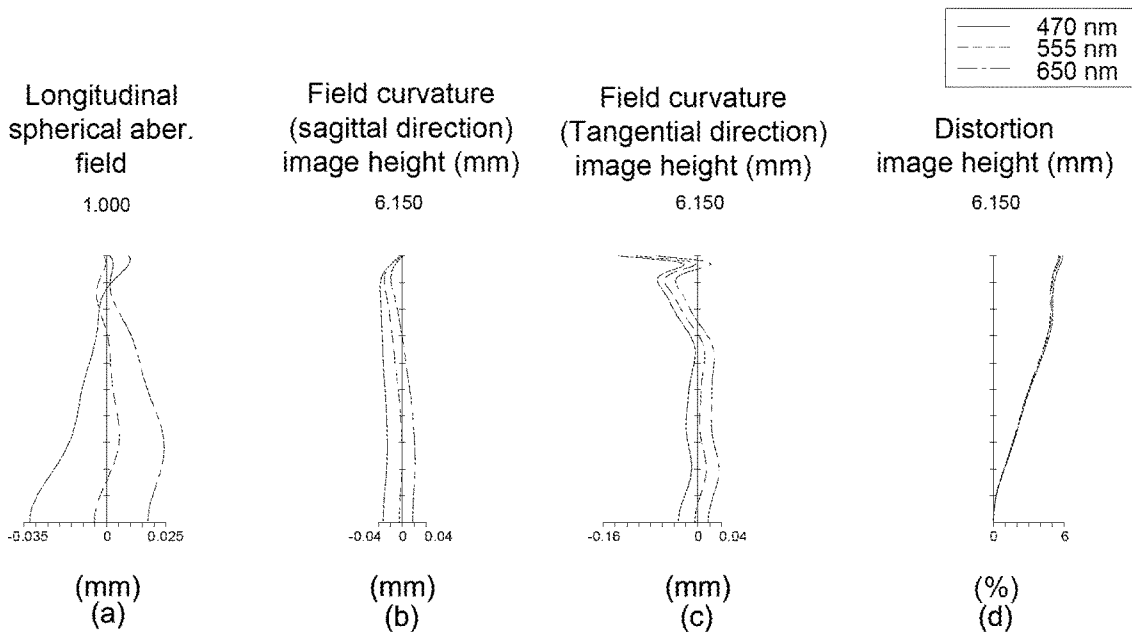 470 nm
555 nm
650 nm
Longitudinal
spherical aber.
field
1.000
-0.035
0
0.025
(mm)
(a)
Field curvature
(sagittal direction)
image height (mm)
6.150
-0.04
0
0.04
(mm)
(b)
Field curvature
(Tangential direction)
image height (mm)
6.150
-0.16
0
0.04
(mm)
(c)
Distortion
image height (mm)
6.150
0
6
(%)
(d)